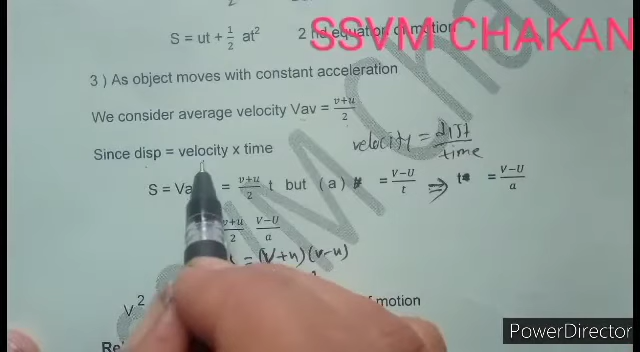 2
S = ut + 1/2 at² 2 nd equation of motion
SSVM CHAKAN
3 ) As object moves with constant acceleration
We consider average velocity Vav = v+u/2
velocity = dist/time
Since disp = velocity x time
S = Va = v+u/2 t but (a) = v-u/t ⇒ t = v-u/a
v+u/2 v-u/a
= (v+u) (v-u)
V² motion
Re
PowerDirector